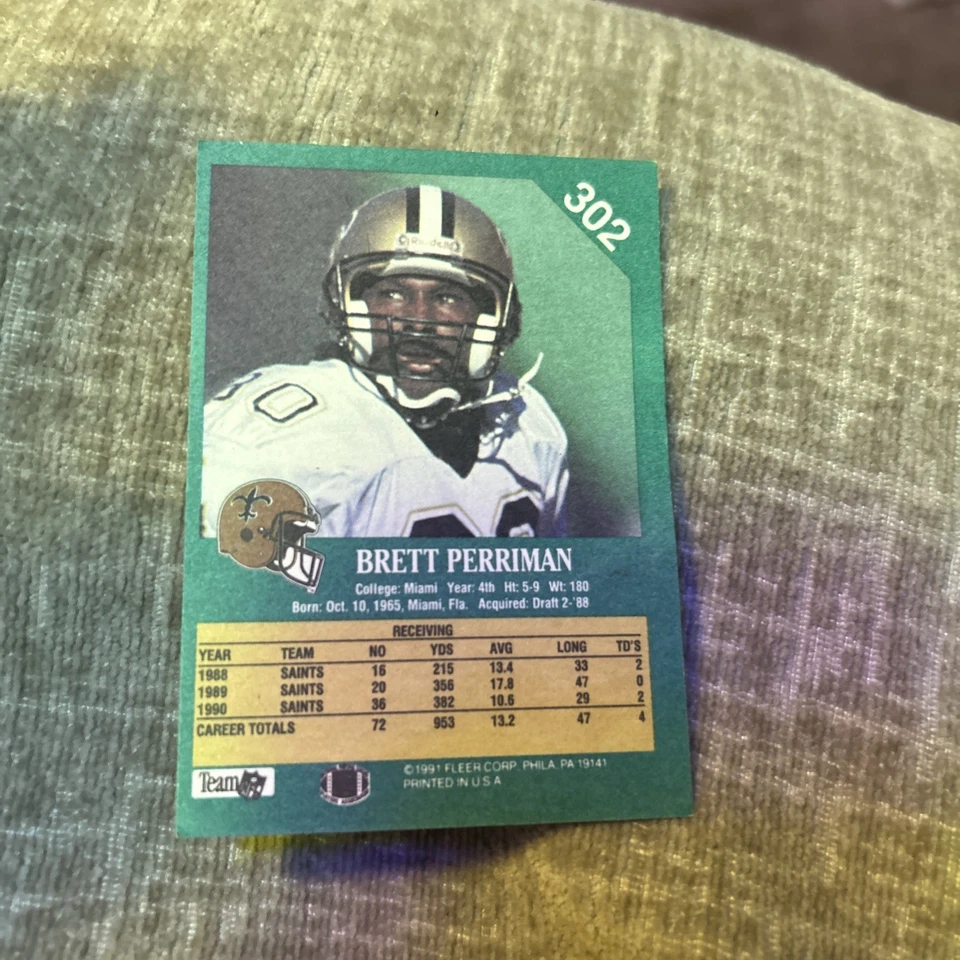 302
Riddell
BRETT PERRIMAN
College: Miami Year: 4th Ht: 5-9 Wt: 180
Born: Oct. 10, 1965, Miami, Fla. Acquired: Draft 2-'88
RECEIVING
YEAR TEAM NO YDS AVG LONG TD'S
1988 SAINTS 16 215 13.4 33 2
1989 SAINTS 20 356 17.8 47 0
1990 SAINTS 36 382 10.6 29 2
CAREER TOTALS 72 953 13.2 47 4
Team NFL
©1991 FLEER CORP. PHILA. PA 19141
PRINTED IN U.S.A